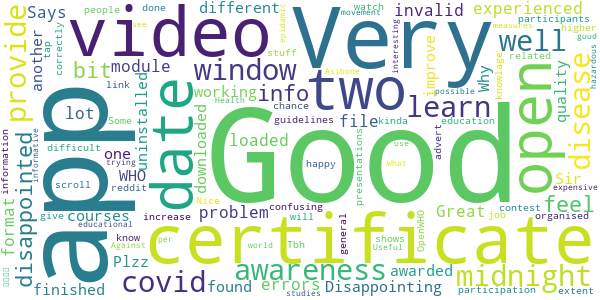 people done different invalid experienced
Says video Very watch movement see measures participants higher guud
another tap correctly bit module window well interesting epidamic hazardous
provide link Some working info two Why improve related
stuff chance Asibone kinda learn quality possible knowlage disease
app date uninstalled downloaded guidelines file open
information informative disappointed lot difficult loaded Good education advert presentations use What
one trying WHO Health happy Sir
format scroll reddit Nice confusing will Great contest expensive
give courses increase problem certificate job organised feel
know Against per found world general shows OpenWHO
educational Plzz Tbh Useful midnight
covid awareness awarded
finished errors studies Disappointing participation extent